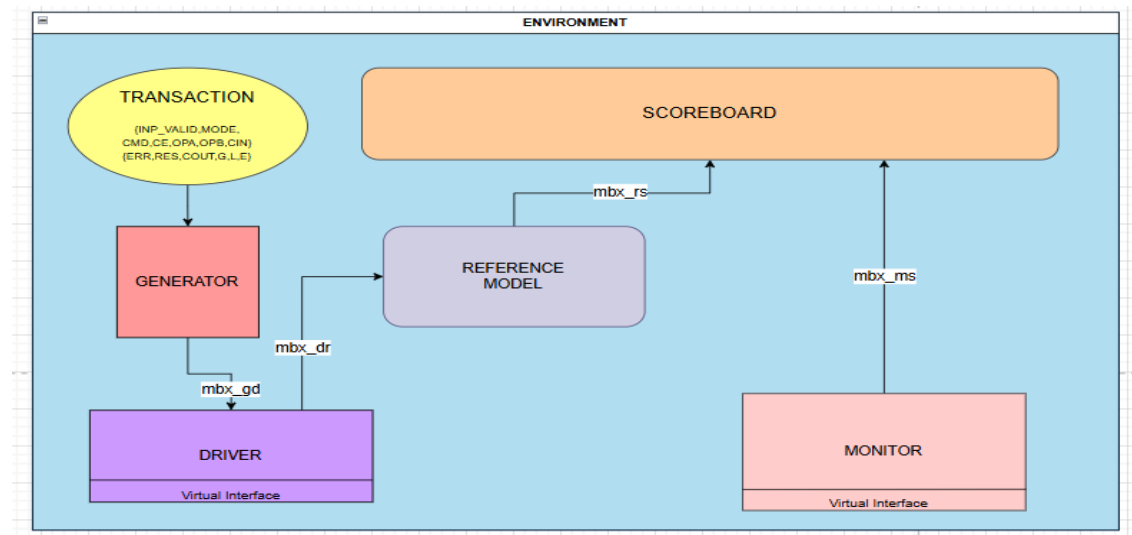 ENVIRONMENT
TRANSACTION
{INP_VALID,MODE,
CMD,CE,OPA,OPB,CIN}
{ERR,RES,COUT,G,L,E}
SCOREBOARD
mbx_rs
GENERATOR
REFERENCE
MODEL
mbx_ms
mbx_dr
mbx_gd
DRIVER
Virtual Interface
MONITOR
Virtual Interface